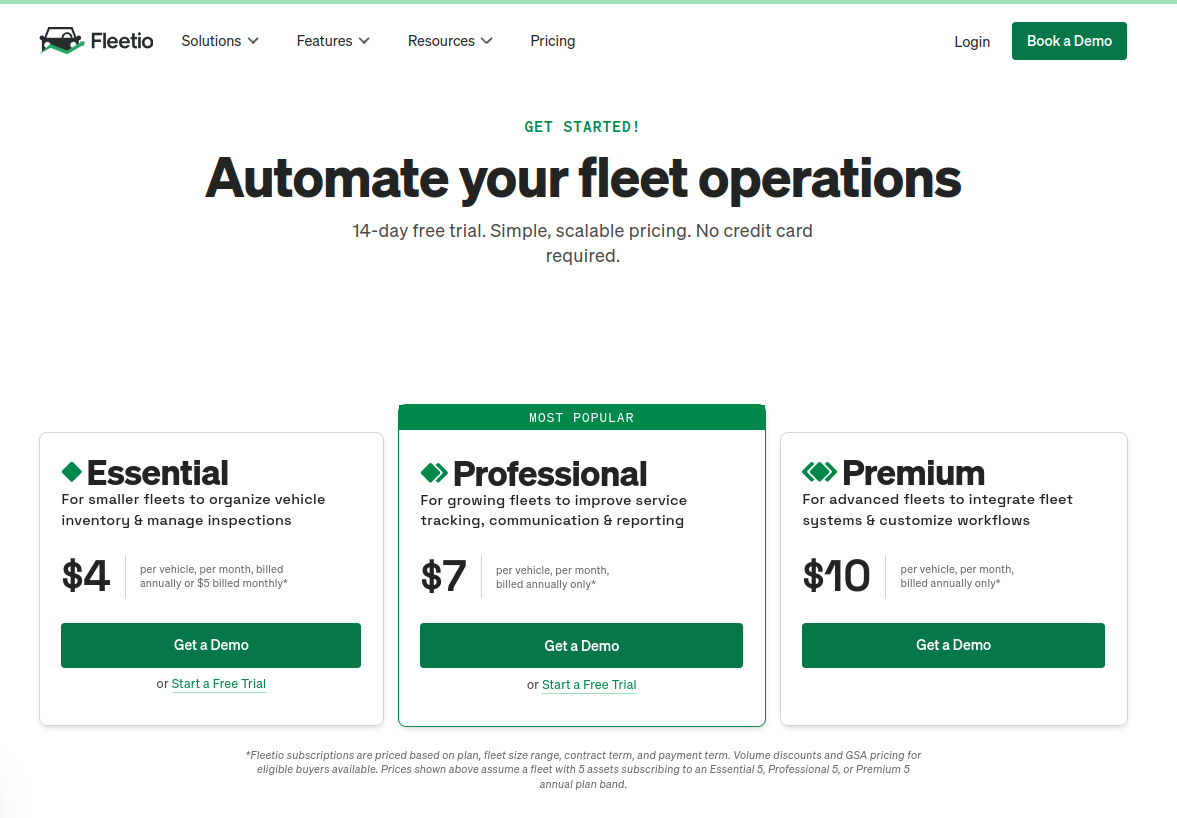 Fleetio Solutions Features Resources Pricing Login Book a Demo
GET STARTED!
Automate your fleet operations
14-day free trial. Simple, scalable pricing. No credit card
required.
Essential
For smaller fleets to organize vehicle
inventory & manage inspections
$4
per vehicle, per month, billed
annually or $5 billed monthly*
Get a Demo
or Start a Free Trial
MOST POPULAR
Professional
For growing fleets to improve service
tracking, communication & reporting
$7
per vehicle, per month,
billed annually only*
Get a Demo
or Start a Free Trial
Premium
For advanced fleets to integrate fleet
systems & customize workflows
$10
per vehicle, per month,
billed annually only*
Get a Demo
*Fleetio subscriptions are priced based on plan, fleet size range, contract term, and payment term. Volume discounts and GSA pricing for
eligible buyers available. Prices shown above assume a fleet with 5 assets subscribing to an Essential 5, Professional 5, or Premium 5
annual plan band.